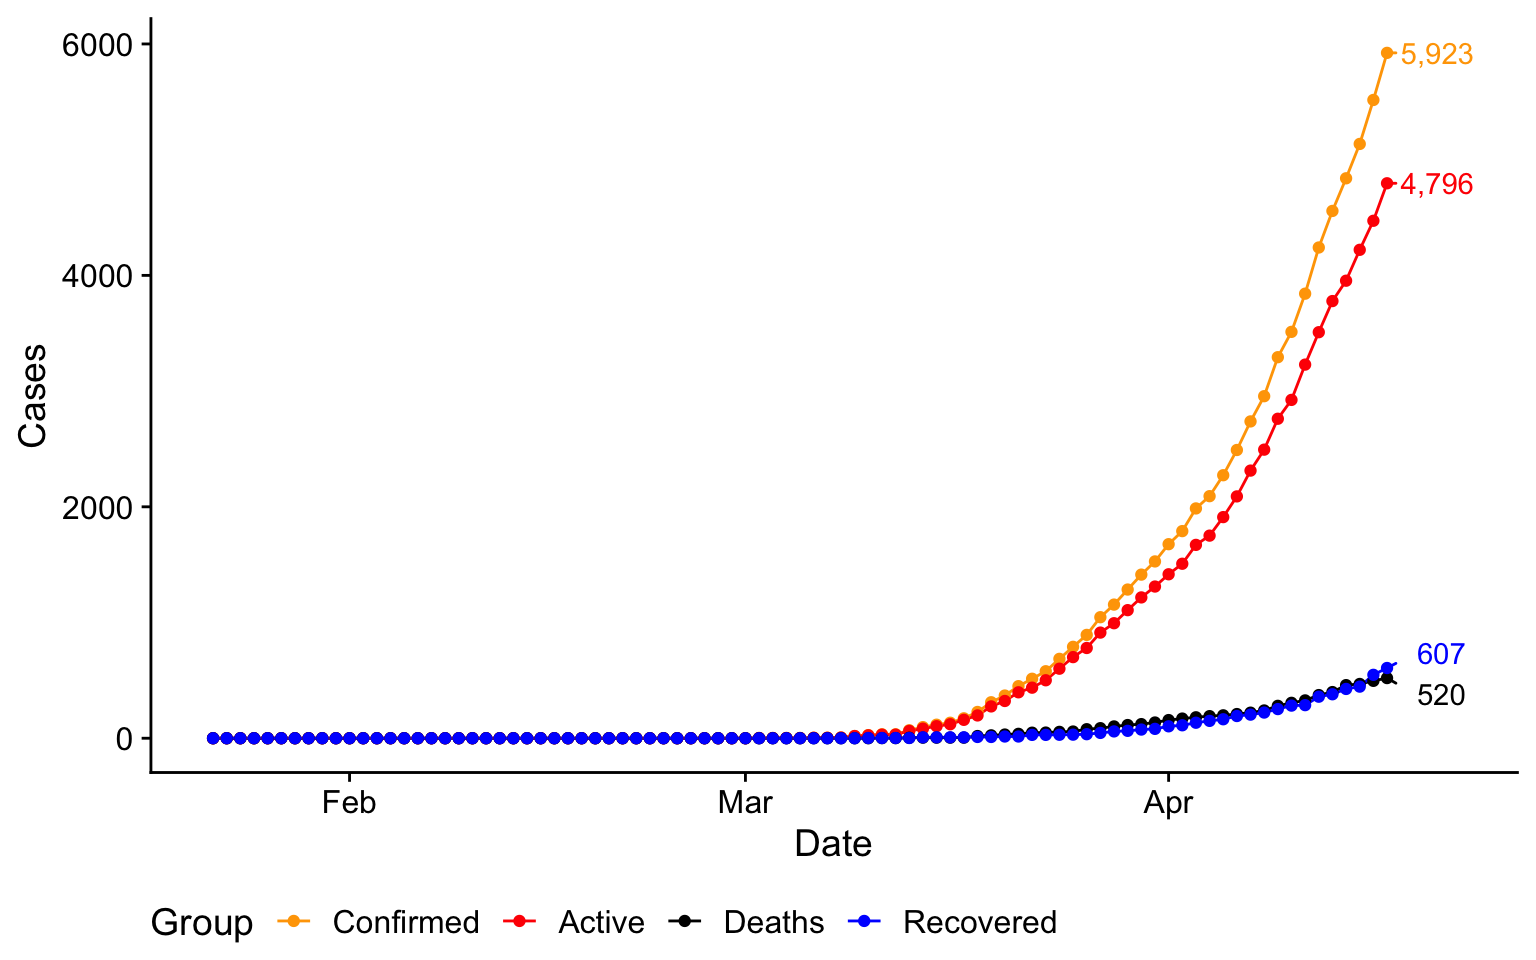 6000
5,923
4,796
4000
Cases
2000
607
520
0
Feb Mar Apr
Date
Group Confirmed Active Deaths Recovered